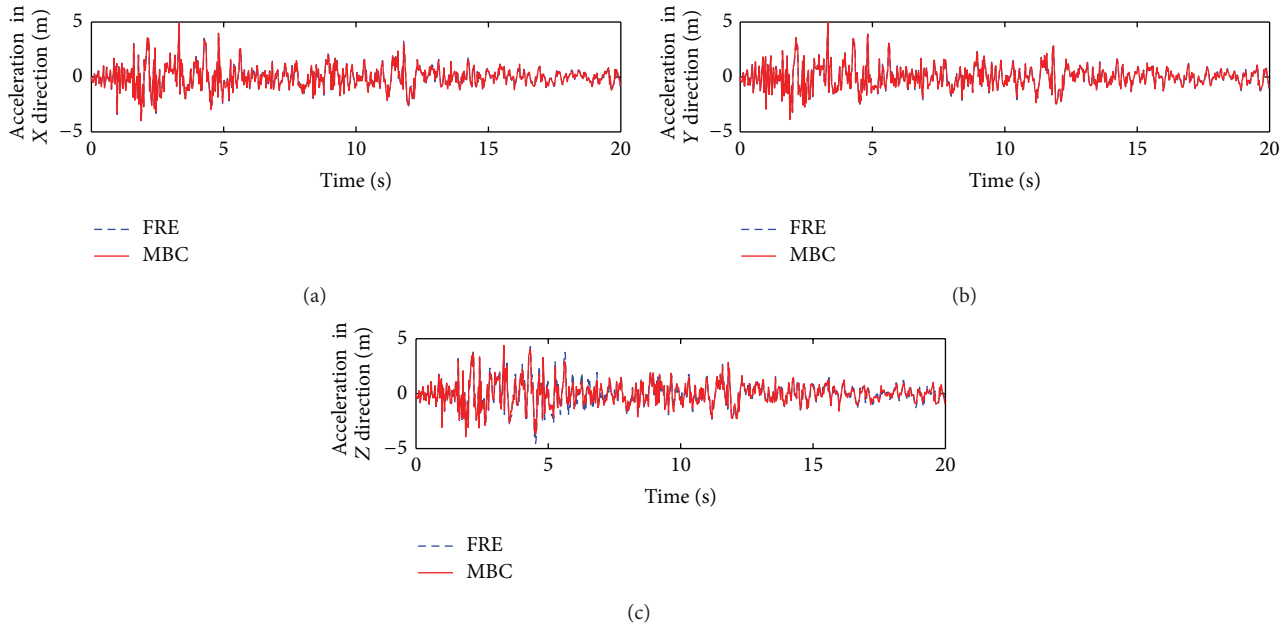 Acceleration in
X direction (m)
5
0
−5
0
5
10
15
20
Time (s)
FRE
MBC
(a)
Acceleration in
Y direction (m)
5
0
−5
0
5
10
15
20
Time (s)
FRE
MBC
(b)
Acceleration in
Z direction (m)
5
0
−5
0
5
10
15
20
Time (s)
FRE
MBC
(c)